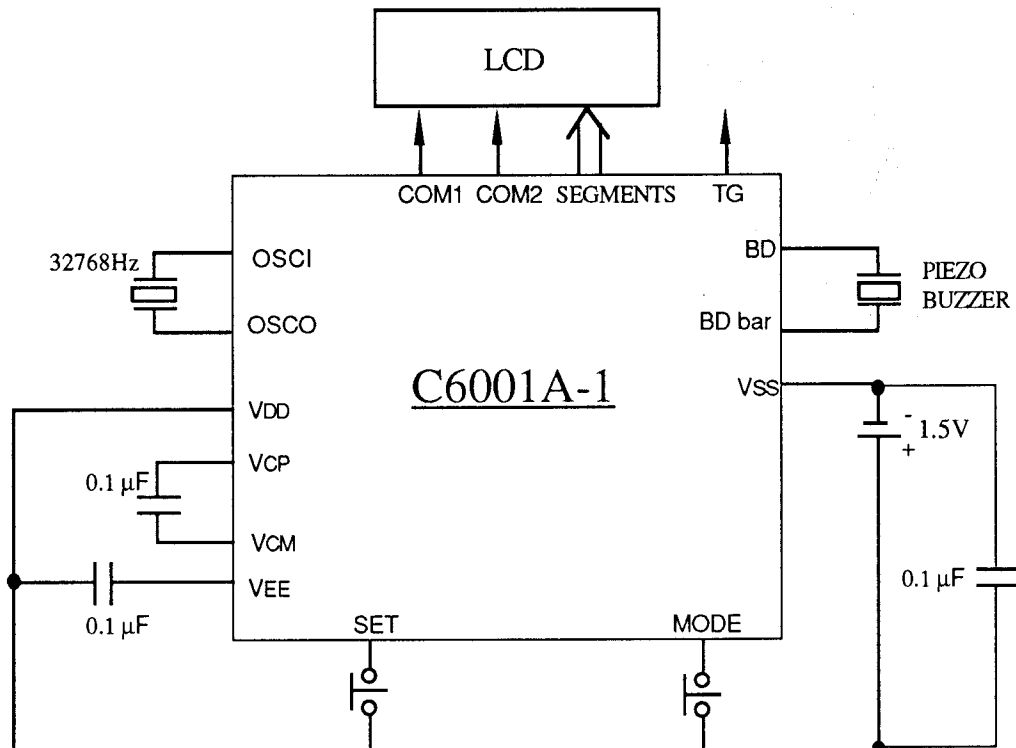 LCD
COM1 COM2 SEGMENTS TG
32768Hz
OSCI
OSCO
BD
BD bar
PIEZO
BUZZER
C6001A-1
VDD
VSS
- 1.5V
+
VCP
0.1 µF
VCM
VEE
0.1 µF
0.1 µF
SET
MODE